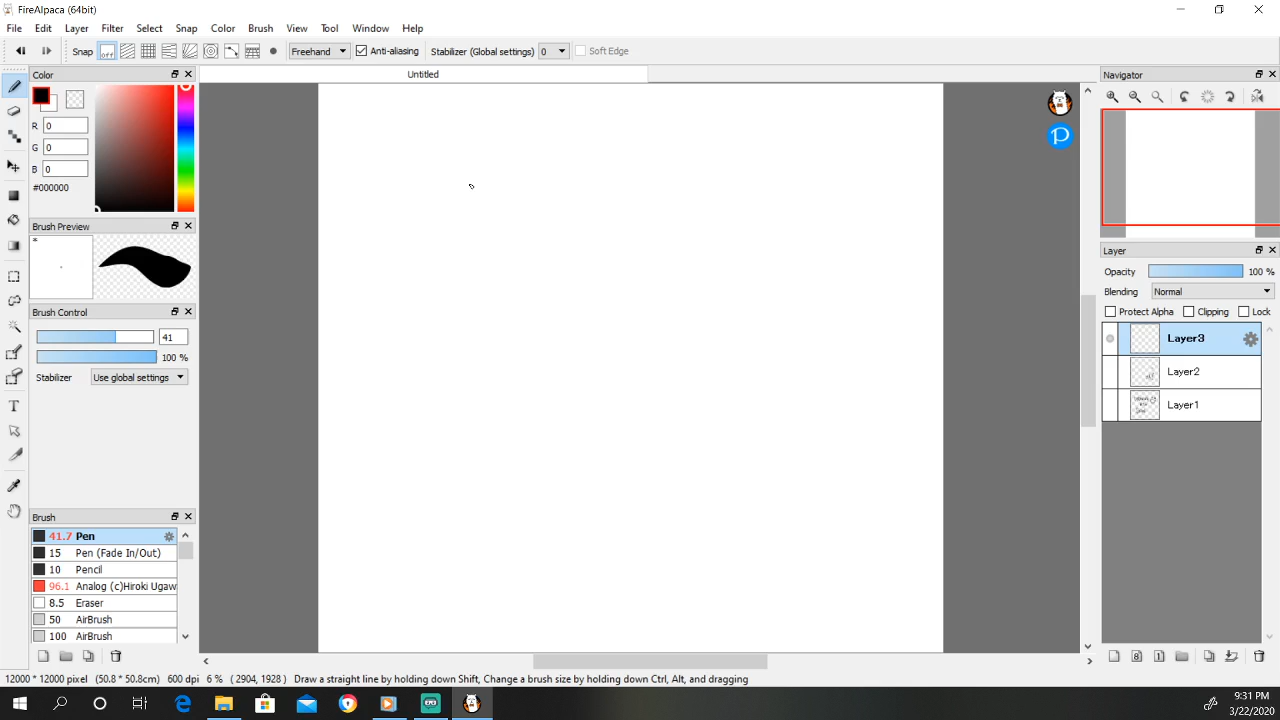 FireAlpaca (64bit)
File Edit Layer Filter Select Snap Color Brush View Tool Window Help
Snap off Freehand Anti-aliasing Stabilizer (Global settings) 0 Soft Edge
Color
Untitled
Navigator
R 0
G 0
B 0
#000000
Brush Preview
Layer
Opacity 100 %
Blending Normal
Protect Alpha Clipping Lock
Brush Control
41
100 %
Stabilizer Use global settings
Layer3
Layer2
Layer1
Brush
41.7 Pen
15 Pen (Fade In/Out)
10 Pencil
96.1 Analog (c)Hiroki Ugaw
8.5 Eraser
50 AirBrush
100 AirBrush
12000 * 12000 pixel (50.8 * 50.8cm) 600 dpi 6 % ( 2904, 1928 ) Draw a straight line by holding down Shift, Change a brush size by holding down Ctrl, Alt, and dragging
9:31 PM
3/22/2020